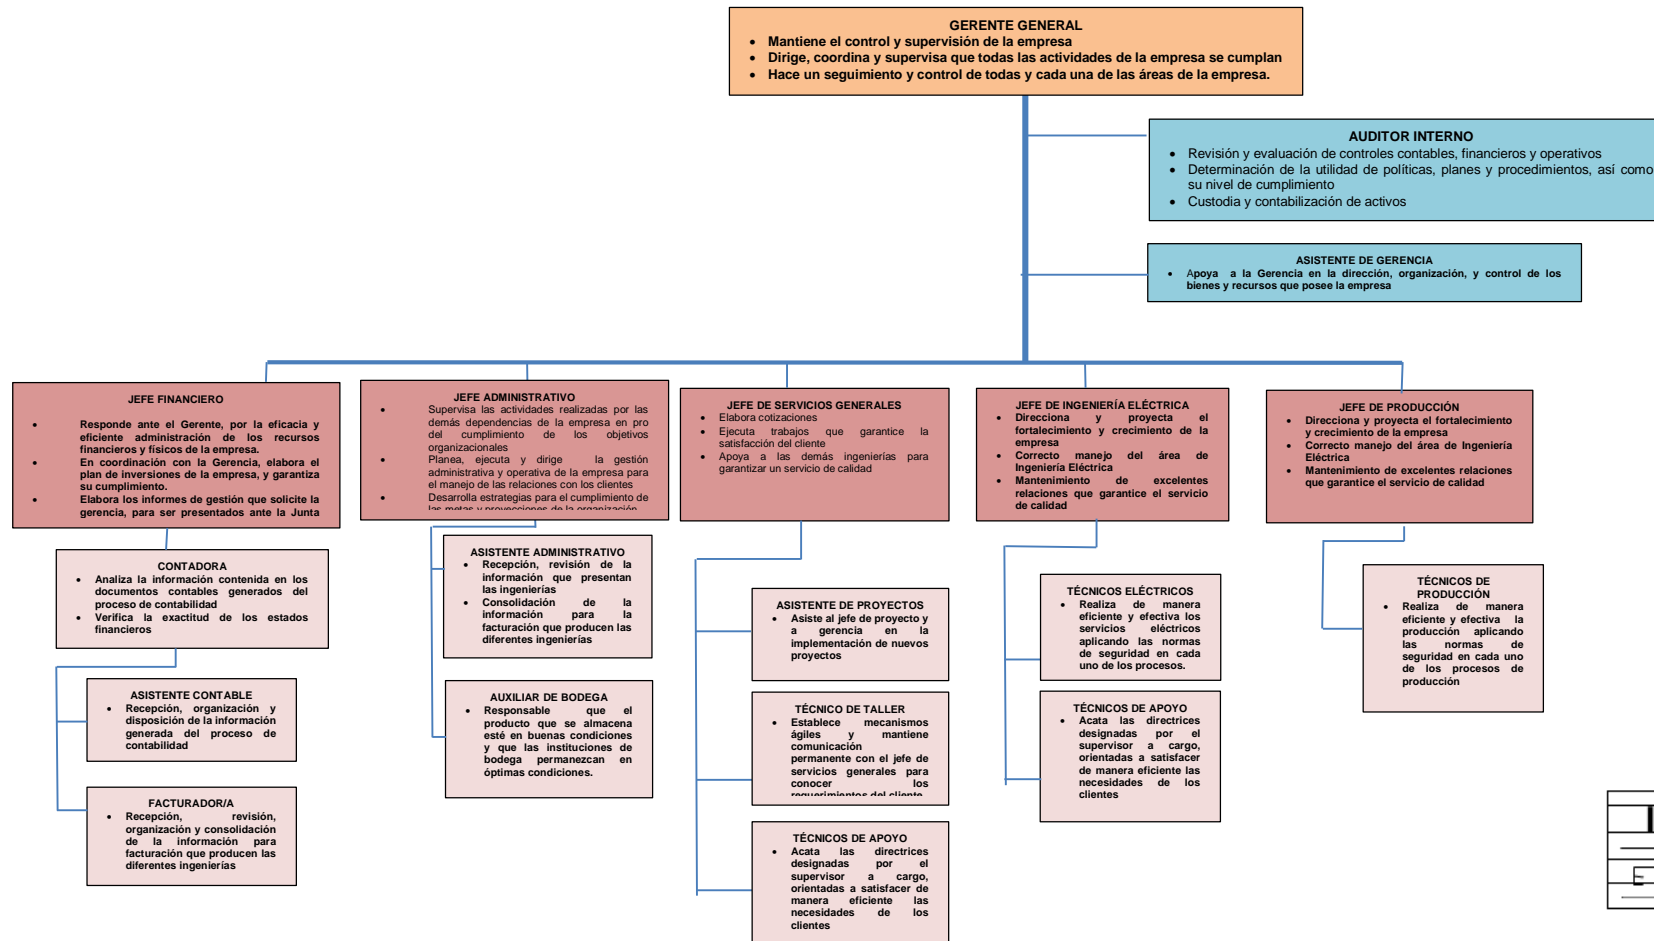 GERENTE GENERAL
• Mantiene el control y supervisión de la empresa
• Dirige, coordina y supervisa que todas las actividades de la empresa se cumplan
• Hace un seguimiento y control de todas y cada una de las áreas de la empresa.
AUDITOR INTERNO
• Revisión y evaluación de controles contables, financieros y operativos
• Determinación de la utilidad de políticas, planes y procedimientos, así como
su nivel de cumplimiento
• Custodia y contabilización de activos
ASISTENTE DE GERENCIA
• Apoya a la Gerencia en la dirección, organización, y control de los
bienes y recursos que posee la empresa
JEFE FINANCIERO
• Responde ante el Gerente, por la eficacia y
eficiente administración de los recursos
financieros y físicos de la empresa.
• En coordinación con la Gerencia, elabora el
plan de inversiones de la empresa, y garantiza
su cumplimiento.
• Elabora los informes de gestión que solicite la
gerencia, para ser presentados ante la Junta
JEFE ADMINISTRATIVO
• Supervisa las actividades realizadas por las
demás dependencias de la empresa en pro
del cumplimiento de los objetivos
organizacionales
• Planea, ejecuta y dirige la gestión
administrativa y operativa de la empresa para
el manejo de las relaciones con los clientes
• Desarrolla estrategias para el cumplimiento de
las metas y proyecciones de la organización
JEFE DE SERVICIOS GENERALES
• Elabora cotizaciones
• Ejecuta trabajos que garantice la
satisfacción del cliente
• Apoya a las demás ingenierías para
garantizar un servicio de calidad
JEFE DE INGENIERÍA ELÉCTRICA
• Direcciona y proyecta el
fortalecimiento y crecimiento de la
empresa
• Correcto manejo del área de
Ingeniería Eléctrica
• Mantenimiento de excelentes
relaciones que garantice el servicio
de calidad
JEFE DE PRODUCCIÓN
• Direcciona y proyecta el fortalecimiento
y crecimiento de la empresa
• Correcto manejo del área de Ingeniería
Eléctrica
• Mantenimiento de excelentes relaciones
que garantice el servicio de calidad
CONTADORA
• Analiza la información contenida en los
documentos contables generados del
proceso de contabilidad
• Verifica la exactitud de los estados
financieros
ASISTENTE CONTABLE
• Recepción, organización y
disposición de la información
generada del proceso de
contabilidad
FACTURADOR/A
• Recepción, revisión,
organización y consolidación
de la información para
facturación que producen las
diferentes ingenierías
ASISTENTE ADMINISTRATIVO
• Recepción, revisión de la
información que presentan
las ingenierías
• Consolidación de la
información para la
facturación que producen las
diferentes ingenierías
AUXILIAR DE BODEGA
• Responsable que el
producto que se almacena
esté en buenas condiciones
y que las instituciones de
bodega permanezcan en
óptimas condiciones.
ASISTENTE DE PROYECTOS
• Asiste al jefe de proyecto y
a gerencia en la
implementación de nuevos
proyectos
TÉCNICO DE TALLER
• Establece mecanismos
ágiles y mantiene
comunicación
permanente con el jefe de
servicios generales para
conocer los
requerimientos del cliente
TÉCNICOS DE APOYO
• Acata las directrices
designadas por el
supervisor a cargo,
orientadas a satisfacer de
manera eficiente las
necesidades de los
clientes
TÉCNICOS ELÉCTRICOS
• Realiza de manera
eficiente y efectiva los
servicios eléctricos
aplicando las normas
de seguridad en cada
uno de los procesos.
TÉCNICOS DE APOYO
• Acata las directrices
designadas por el
supervisor a cargo,
orientadas a satisfacer
de manera eficiente las
necesidades de los
clientes
TÉCNICOS DE
PRODUCCIÓN
• Realiza de manera
eficiente y efectiva la
producción aplicando
las normas de
seguridad en cada uno
de los procesos de
producción